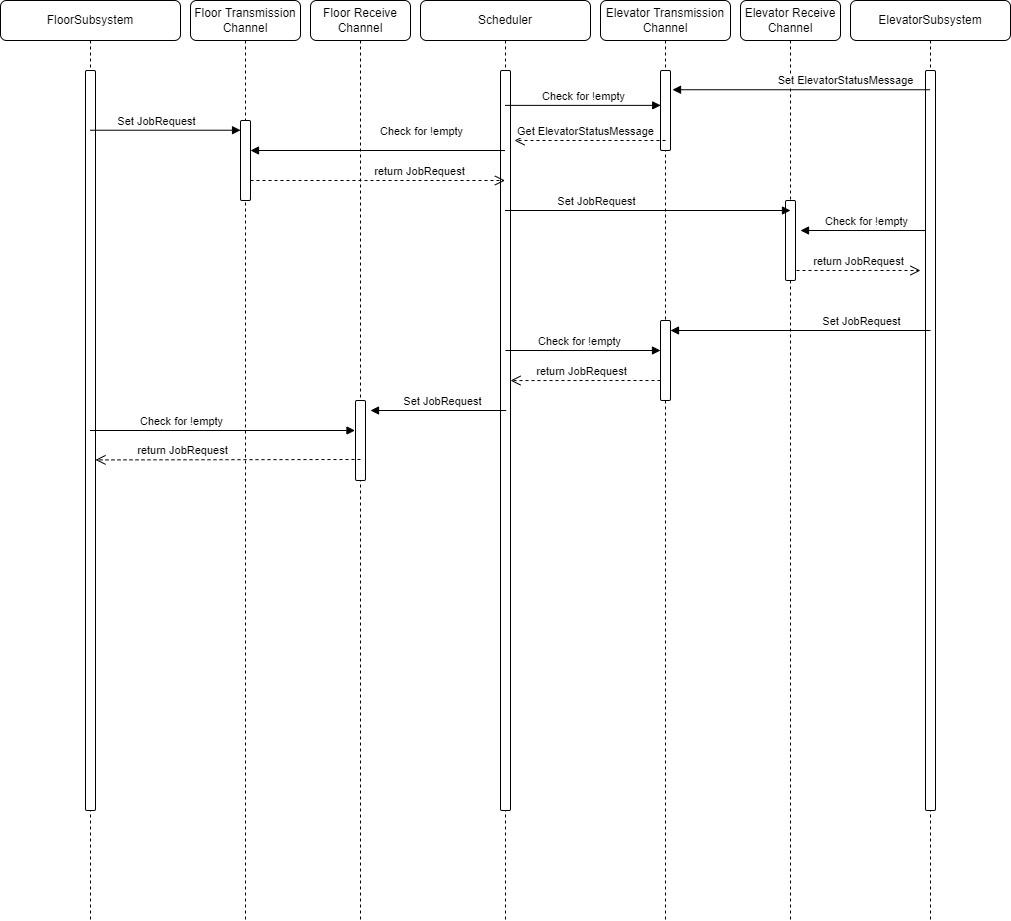 FloorSubsystem
Floor Transmission
Channel
Floor Receive
Channel
Scheduler
Elevator Transmission
Channel
Elevator Receive
Channel
ElevatorSubsystem
Set ElevatorStatusMessage
Check for !empty
Set JobRequest
Check for !empty
Get ElevatorStatusMessage
return JobRequest
Set JobRequest
Check for !empty
return JobRequest
Set JobRequest
Check for !empty
return JobRequest
Set JobRequest
Check for !empty
return JobRequest